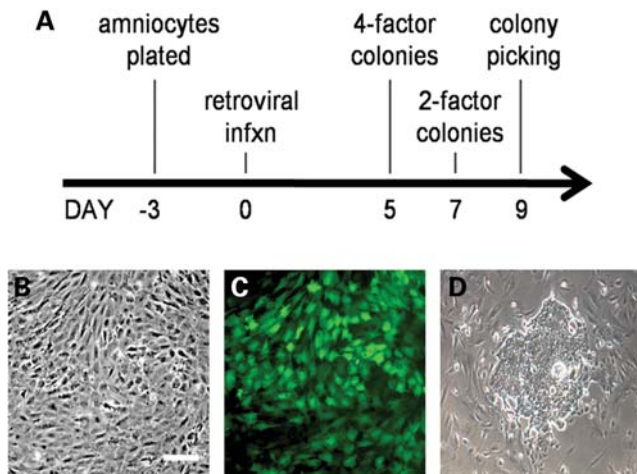 A
amniocytes
plated
retroviral
infxn
4-factor
colonies
2-factor
colonies
colony
picking
DAY -3 0 5 7 9
B C D